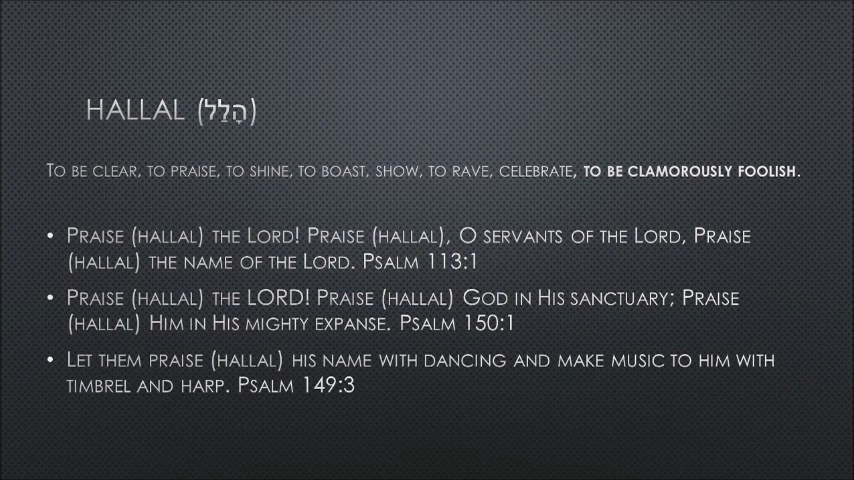 HALLAL (הָלַל)
TO BE CLEAR, TO PRAISE, TO SHINE, TO BOAST, SHOW, TO RAVE, CELEBRATE, TO BE CLAMOROUSLY FOOLISH.
• PRAISE (HALLAL) THE LORD! PRAISE (HALLAL), O SERVANTS OF THE LORD, PRAISE
(HALLAL) THE NAME OF THE LORD. PSALM 113:1
• PRAISE (HALLAL) THE LORD! PRAISE (HALLAL) GOD IN HIS SANCTUARY; PRAISE
(HALLAL) HIM IN HIS MIGHTY EXPANSE. PSALM 150:1
• LET THEM PRAISE (HALLAL) HIS NAME WITH DANCING AND MAKE MUSIC TO HIM WITH
TIMBREL AND HARP. PSALM 149:3